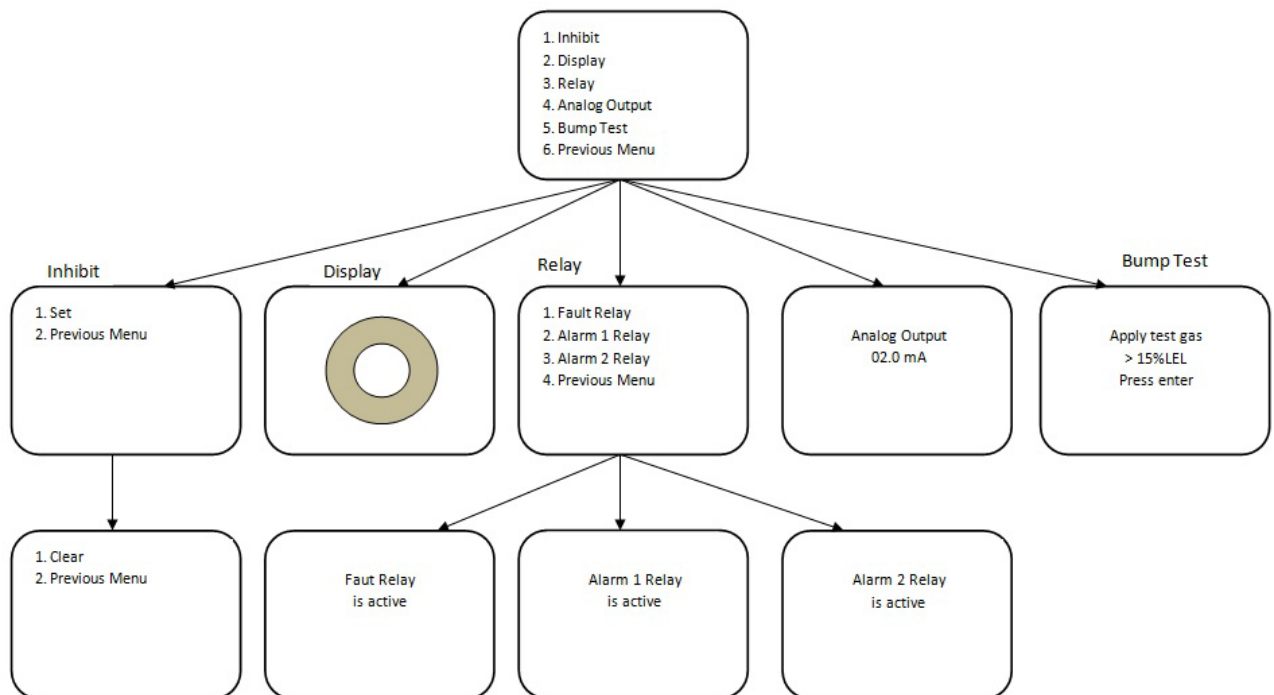 1. Inhibit
2. Display
3. Relay
4. Analog Output
5. Bump Test
6. Previous Menu
Inhibit
Display
Relay
Bump Test
1. Set
2. Previous Menu
1. Fault Relay
2. Alarm 1 Relay
3. Alarm 2 Relay
4. Previous Menu
Analog Output
02.0 mA
Apply test gas
> 15%LEL
Press enter
1. Clear
2. Previous Menu
Faut Relay
is active
Alarm 1 Relay
is active
Alarm 2 Relay
is active